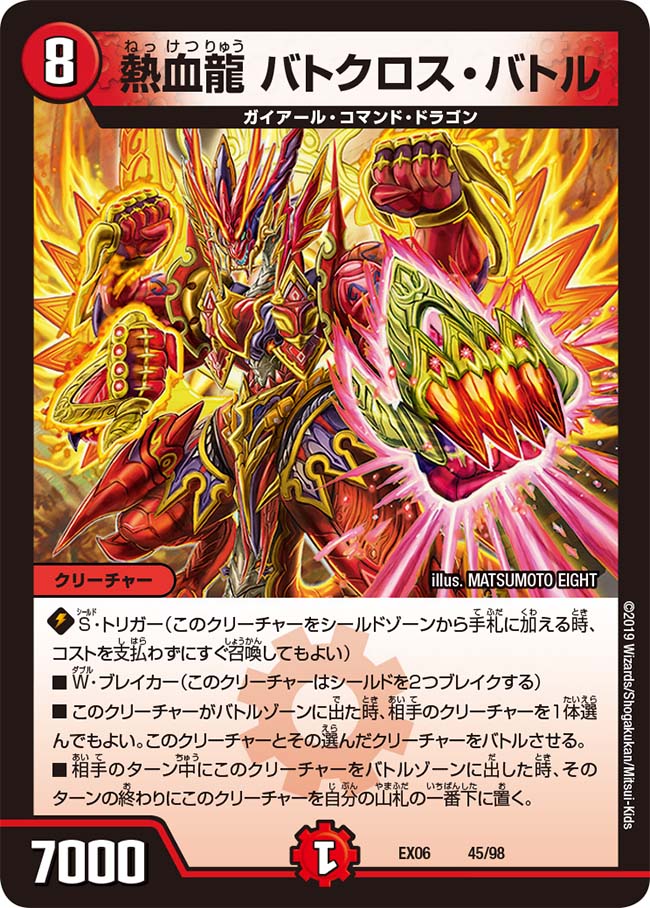 8
ねっけつりゅう
熱血龍 バトクロス・バトル
ガイアール・コマンド・ドラゴン
クリーチャー
illus. MATSUMOTO EIGHT
S・トリガー（このクリーチャーをシールドゾーンから手札に加える時、
コストを支払わずにすぐ召喚してもよい）
■W・ブレイカー（このクリーチャーはシールドを2つブレイクする）
■このクリーチャーがバトルゾーンに出た時、相手のクリーチャーを1体選
んでもよい。このクリーチャーとその選んだクリーチャーをバトルさせる。
■相手のターン中にこのクリーチャーをバトルゾーンに出した時、その
ターンの終わりにこのクリーチャーを自分の山札の一番下に置く。
©2019 Wizards/Shogakukan/Mitsui-Kids
7000
1
EX06 45/98